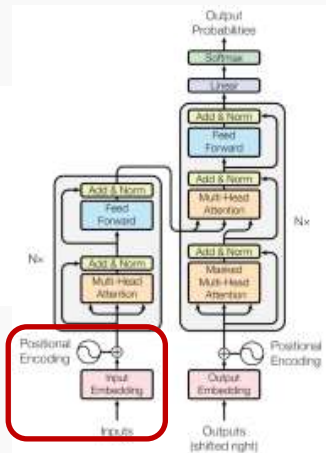 Output
Probabilities
Softmax
Linear
Add & Norm
Feed
Forward
Add & Norm
Multi-Head
Attention
Add & Norm
Masked
Multi-Head
Attention
Nx
Positional
Encoding
Output
Embedding
Outputs
(shifted right)
Add & Norm
Feed
Forward
Add & Norm
Multi-Head
Attention
Nx
Positional
Encoding
Input
Embedding
Inputs